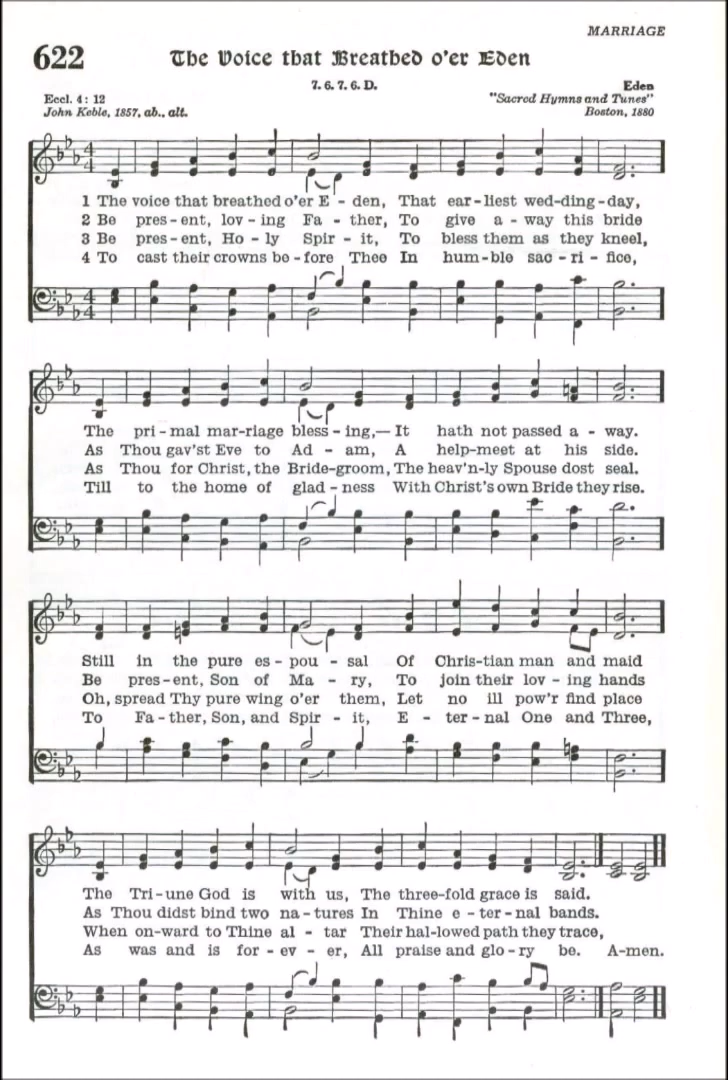 MARRIAGE
622 The Voice that Breathed o'er Eden
7. 6. 7. 6. D.
Eccl. 4: 12
John Keble, 1857, ab., alt.
Eden
"Sacred Hymns and Tunes"
Boston, 1880
1 The voice that breathed o'er E - den, That ear - liest wed - ding - day,
2 Be pres - ent, lov - ing Fa - ther, To give a - way this bride
3 Be pres - ent, Ho - ly Spir - it, To bless them as they kneel,
4 To cast their crowns be - fore Thee In hum - ble sac - ri - fice,
The pri - mal mar - riage bless - ing,— It hath not passed a - way.
As Thou gav'st Eve to Ad - am, A help - meet at his side.
As Thou for Christ, the Bride - groom, The heav'n - ly Spouse dost seal.
Till to the home of glad - ness With Christ's own Bride they rise.
Still in the pure es - pou - sal Of Chris - tian man and maid
Be pres - ent, Son of Ma - ry, To join their lov - ing hands
Oh, spread Thy pure wing o'er them, Let no ill pow'r find place
To Fa - ther, Son, and Spir - it, E - ter - nal One and Three,
The Tri - une God is with us, The three - fold grace is said.
As Thou didst bind two na - tures In Thine e - ter - nal bands.
When on - ward to Thine al - tar Their hal - lowed path they trace,
As was and is for - ev - er, All praise and glo - ry be. A - men.